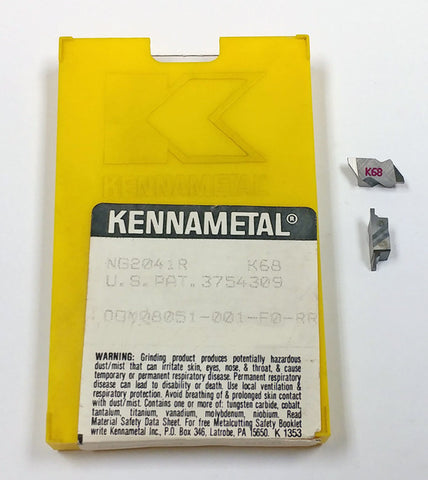 KENNAMETAL
KENNAMETAL®
NG2041R K68
U.S. PAT. 3754309
001-F0-RR
WARNING: Grinding product produces potentially hazardous
dust/mist that can irritate skin, eyes, nose, & throat, & cause
temporary or permanent respiratory disease. Permanent respiratory
disease can lead to disability or death. Use local ventilation &
respiratory protection. Avoid breathing of & prolonged skin contact
with dust/mist. Contains one or more of: tungsten carbide, cobalt,
tantalum, titanium, vanadium, molybdenum, niobium. Read
Material Safety Data Sheet. For free Metalcutting Safety Booklet
write Kennametal Inc., P.O. Box 346, Latrobe, PA 15650. K 1353
K68